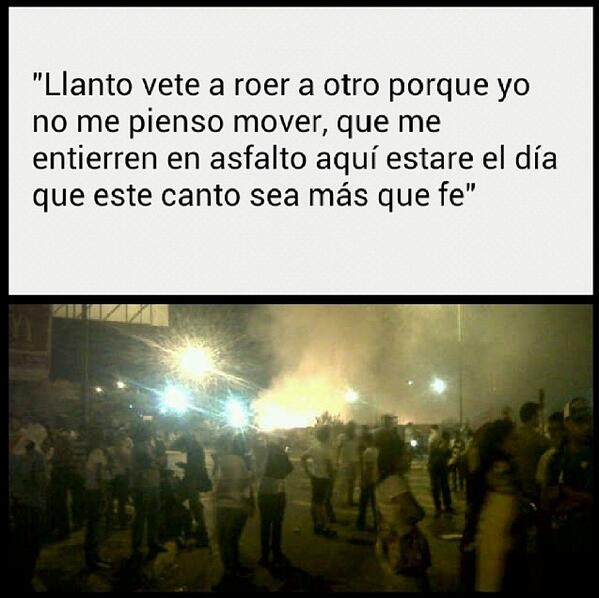 "Llanto vete a roer a otro porque yo
no me pienso mover, que me
entierren en asfalto aquí estare el día
que este canto sea más que fe"